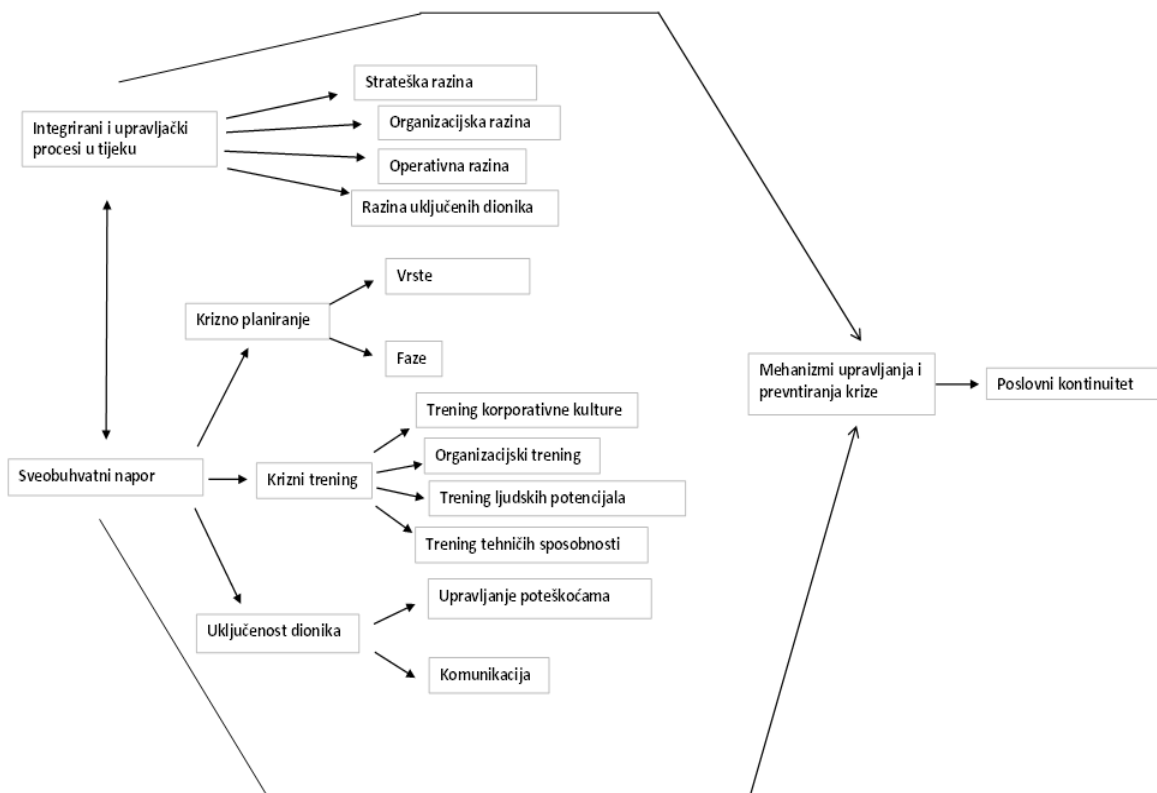 Strateška razina
Integrirani i upravljački
procesi u tijeku
Organizacijska razina
Operativna razina
Razina uključenih dionika
Vrste
Krizno planiranje
Faze
Mehanizmi upravljanja i
prevntiranja krize
Poslovni kontinuitet
Trening korporativne kulture
Organizacijski trening
Sveobuhvatni napor
Krizni trening
Trening ljudskih potencijala
Trening tehničih sposobnosti
Upravljanje poteškoćama
Uključenost dionika
Komunikacija